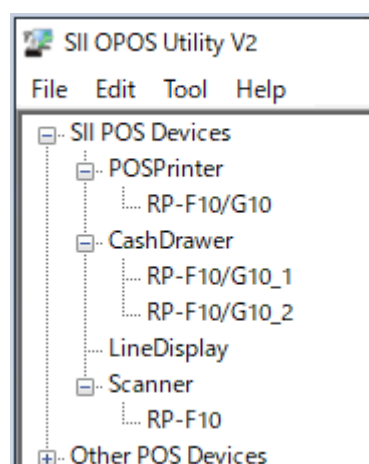 SII OPOS Utility V2
File Edit Tool Help
SII POS Devices
POSPrinter
RP-F10/G10
CashDrawer
RP-F10/G10_1
RP-F10/G10_2
LineDisplay
Scanner
RP-F10
Other POS Devices